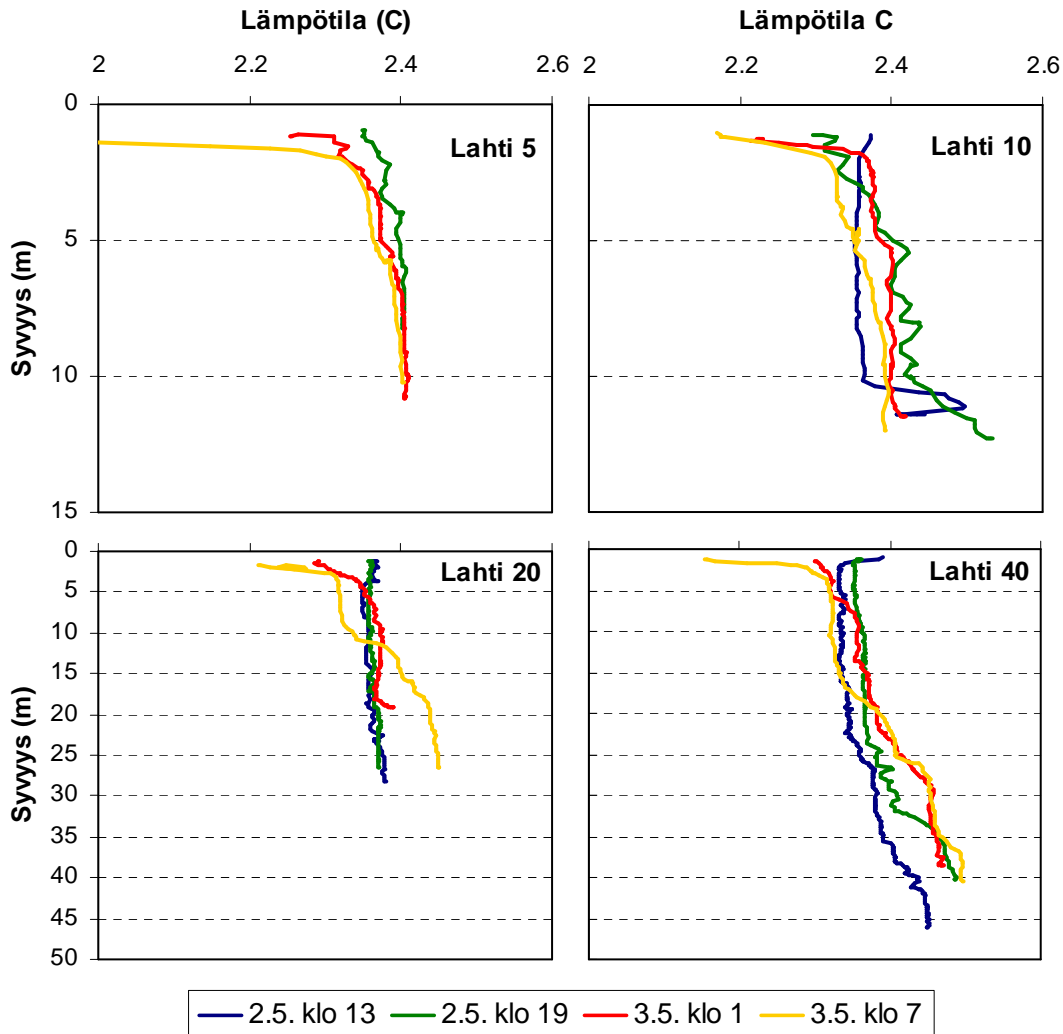 Lämpötila (C)
Lämpötila C
2 2.2 2.4 2.6
2 2.2 2.4 2.6
Syvyys (m)
0
5
10
15
Lahti 5
Lahti 10
Syvyys (m)
0
5
10
15
20
25
30
35
40
45
50
Lahti 20
Lahti 40
2.5. klo 13 2.5. klo 19 3.5. klo 1 3.5. klo 7